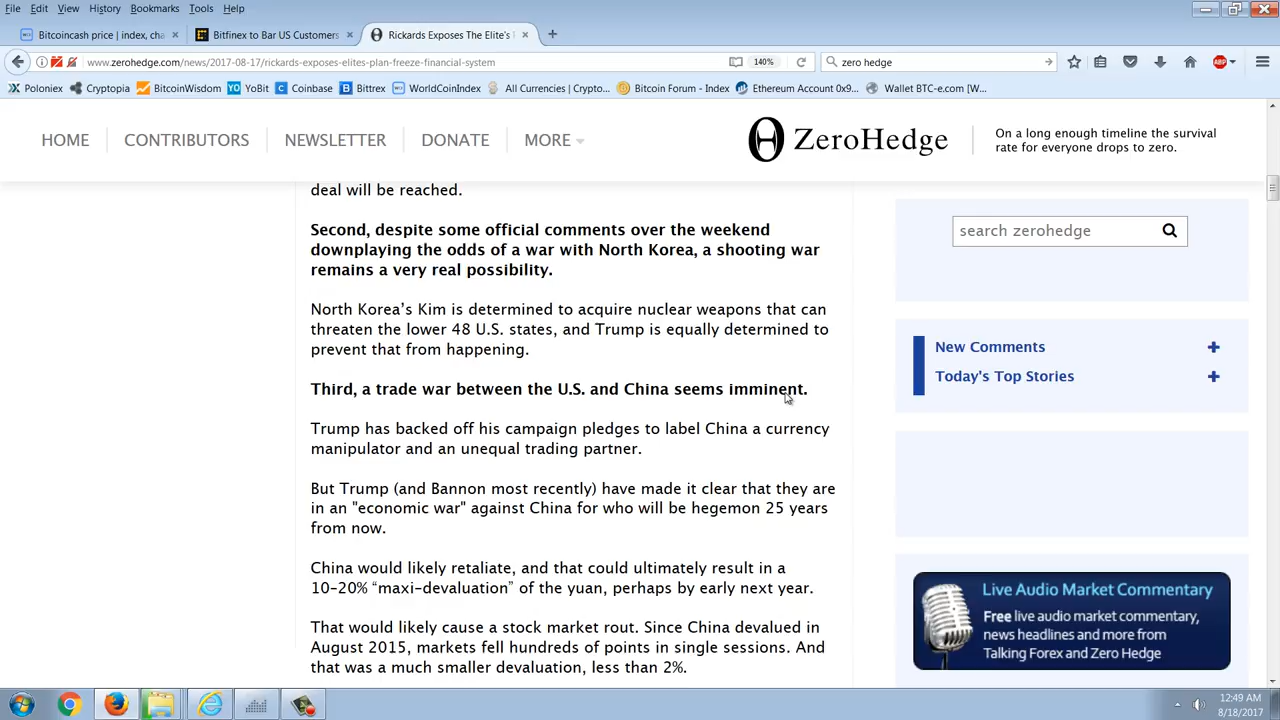 File Edit View History Bookmarks Tools Help
Bitcoincash price | index, cha
Bitfinex to Bar US Customers
Rickards Exposes The Elite's
www.zerohedge.com/news/2017-08-17/rickards-exposes-elites-plan-freeze-financial-system
140%
zero hedge
ABP
Poloniex Cryptopia BitcoinWisdom YoBit Coinbase Bittrex WorldCoinIndex All Currencies (Crypto... Bitcoin Forum - Index Ethereum Account 0x9... Wallet BTC-e.com [W...
HOME CONTRIBUTORS NEWSLETTER DONATE MORE
ZeroHedge
On a long enough timeline the survival
rate for everyone drops to zero.
deal will be reached.
Second, despite some official comments over the weekend
downplaying the odds of a war with North Korea, a shooting war
remains a very real possibility.
North Korea’s Kim is determined to acquire nuclear weapons that can
threaten the lower 48 U.S. states, and Trump is equally determined to
prevent that from happening.
Third, a trade war between the U.S. and China seems imminent.
Trump has backed off his campaign pledges to label China a currency
manipulator and an unequal trading partner.
But Trump (and Bannon most recently) have made it clear that they are
in an "economic war" against China for who will be hegemon 25 years
from now.
China would likely retaliate, and that could ultimately result in a
10–20% “maxi-devaluation” of the yuan, perhaps by early next year.
That would likely cause a stock market rout. Since China devalued in
August 2015, markets fell hundreds of points in single sessions. And
that was a much smaller devaluation, less than 2%.
search zerohedge
New Comments
Today's Top Stories
Live Audio Market Commentary
Free live audio market commentary,
news headlines and more from
Talking Forex and Zero Hedge
12:49 AM
8/18/2017